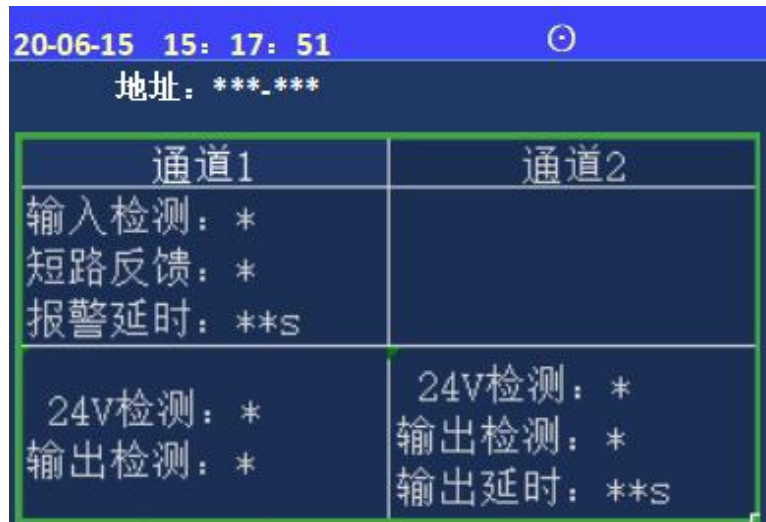 20-06-15 15：17：51
地址：***-***
通道1
通道2
输入检测：*
短路反馈：*
报警延时：**s
24V检测：*
输出检测：*
24V检测：*
输出检测：*
输出延时：**s